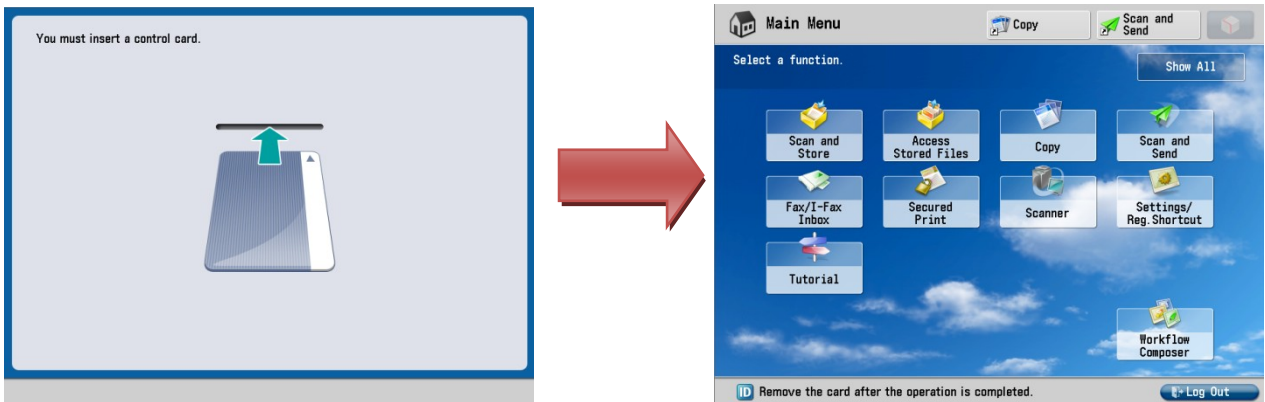 You must insert a control card.
Main Menu
Copy
Scan and
Send
Select a function.
Show All
Scan and
Store
Access
Stored Files
Copy
Scan and
Send
Fax/I-Fax
Inbox
Secured
Print
Scanner
Settings/
Reg.Shortcut
Tutorial
Workflow
Composer
ID Remove the card after the operation is completed.
Log Out